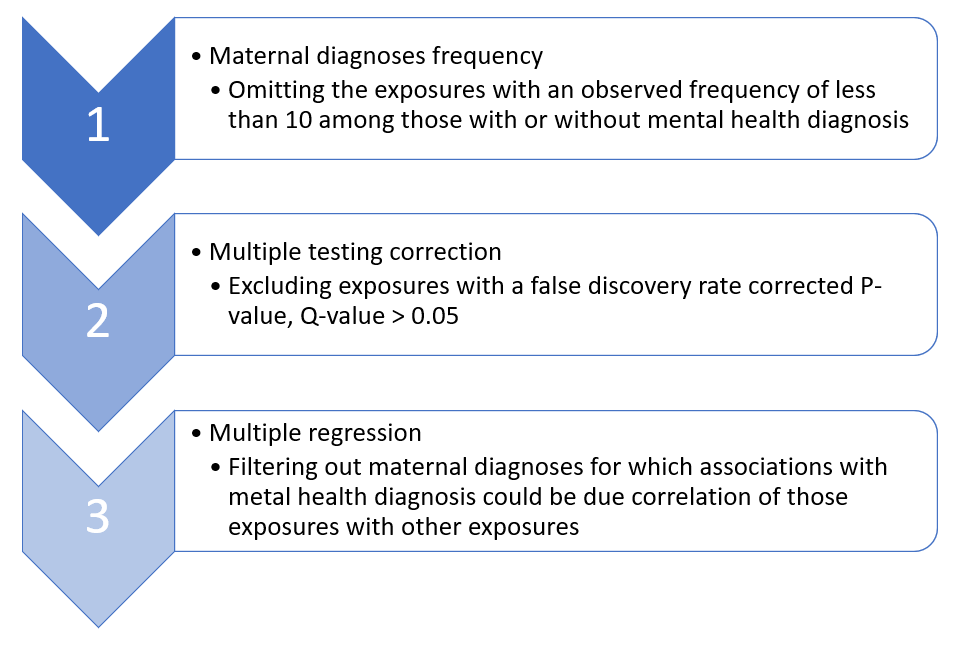 1
• Maternal diagnoses frequency
• Omitting the exposures with an observed frequency of less
than 10 among those with or without mental health diagnosis
2
• Multiple testing correction
• Excluding exposures with a false discovery rate corrected P-
value, Q-value > 0.05
3
• Multiple regression
• Filtering out maternal diagnoses for which associations with
metal health diagnosis could be due correlation of those
exposures with other exposures